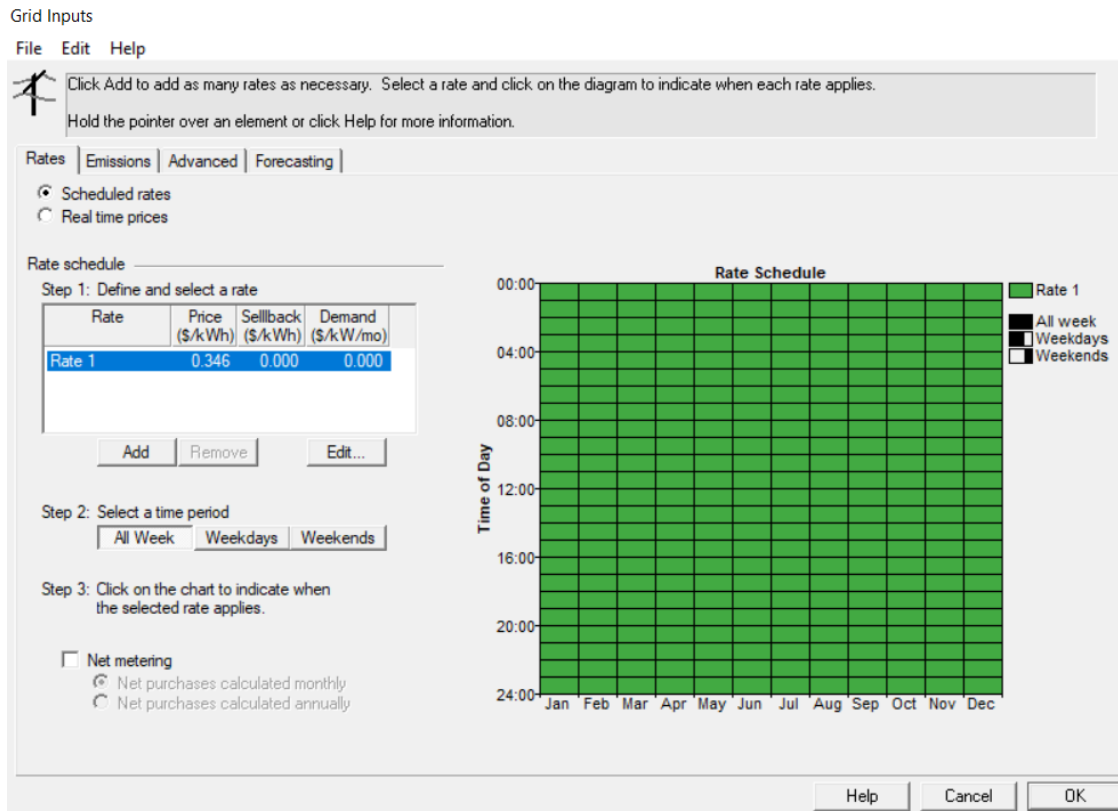 Grid Inputs
File Edit Help
Click Add to add as many rates as necessary. Select a rate and click on the diagram to indicate when each rate applies.
Hold the pointer over an element or click Help for more information.
Rates Emissions Advanced Forecasting
Scheduled rates
Real time prices
Rate schedule
Step 1: Define and select a rate
Rate Price Sellback Demand
($/kWh) ($/kWh) ($/kW/mo)
Rate 1 0.346 0.000 0.000
Add Remove Edit...
Step 2: Select a time period
All Week Weekdays Weekends
Step 3: Click on the chart to indicate when
the selected rate applies.
Net metering
Net purchases calculated monthly
Net purchases calculated annually
Rate Schedule
Time of Day
00:00
04:00
08:00
12:00
16:00
20:00
24:00
Jan Feb Mar Apr May Jun Jul Aug Sep Oct Nov Dec
Rate 1
All week
Weekdays
Weekends
Help Cancel OK